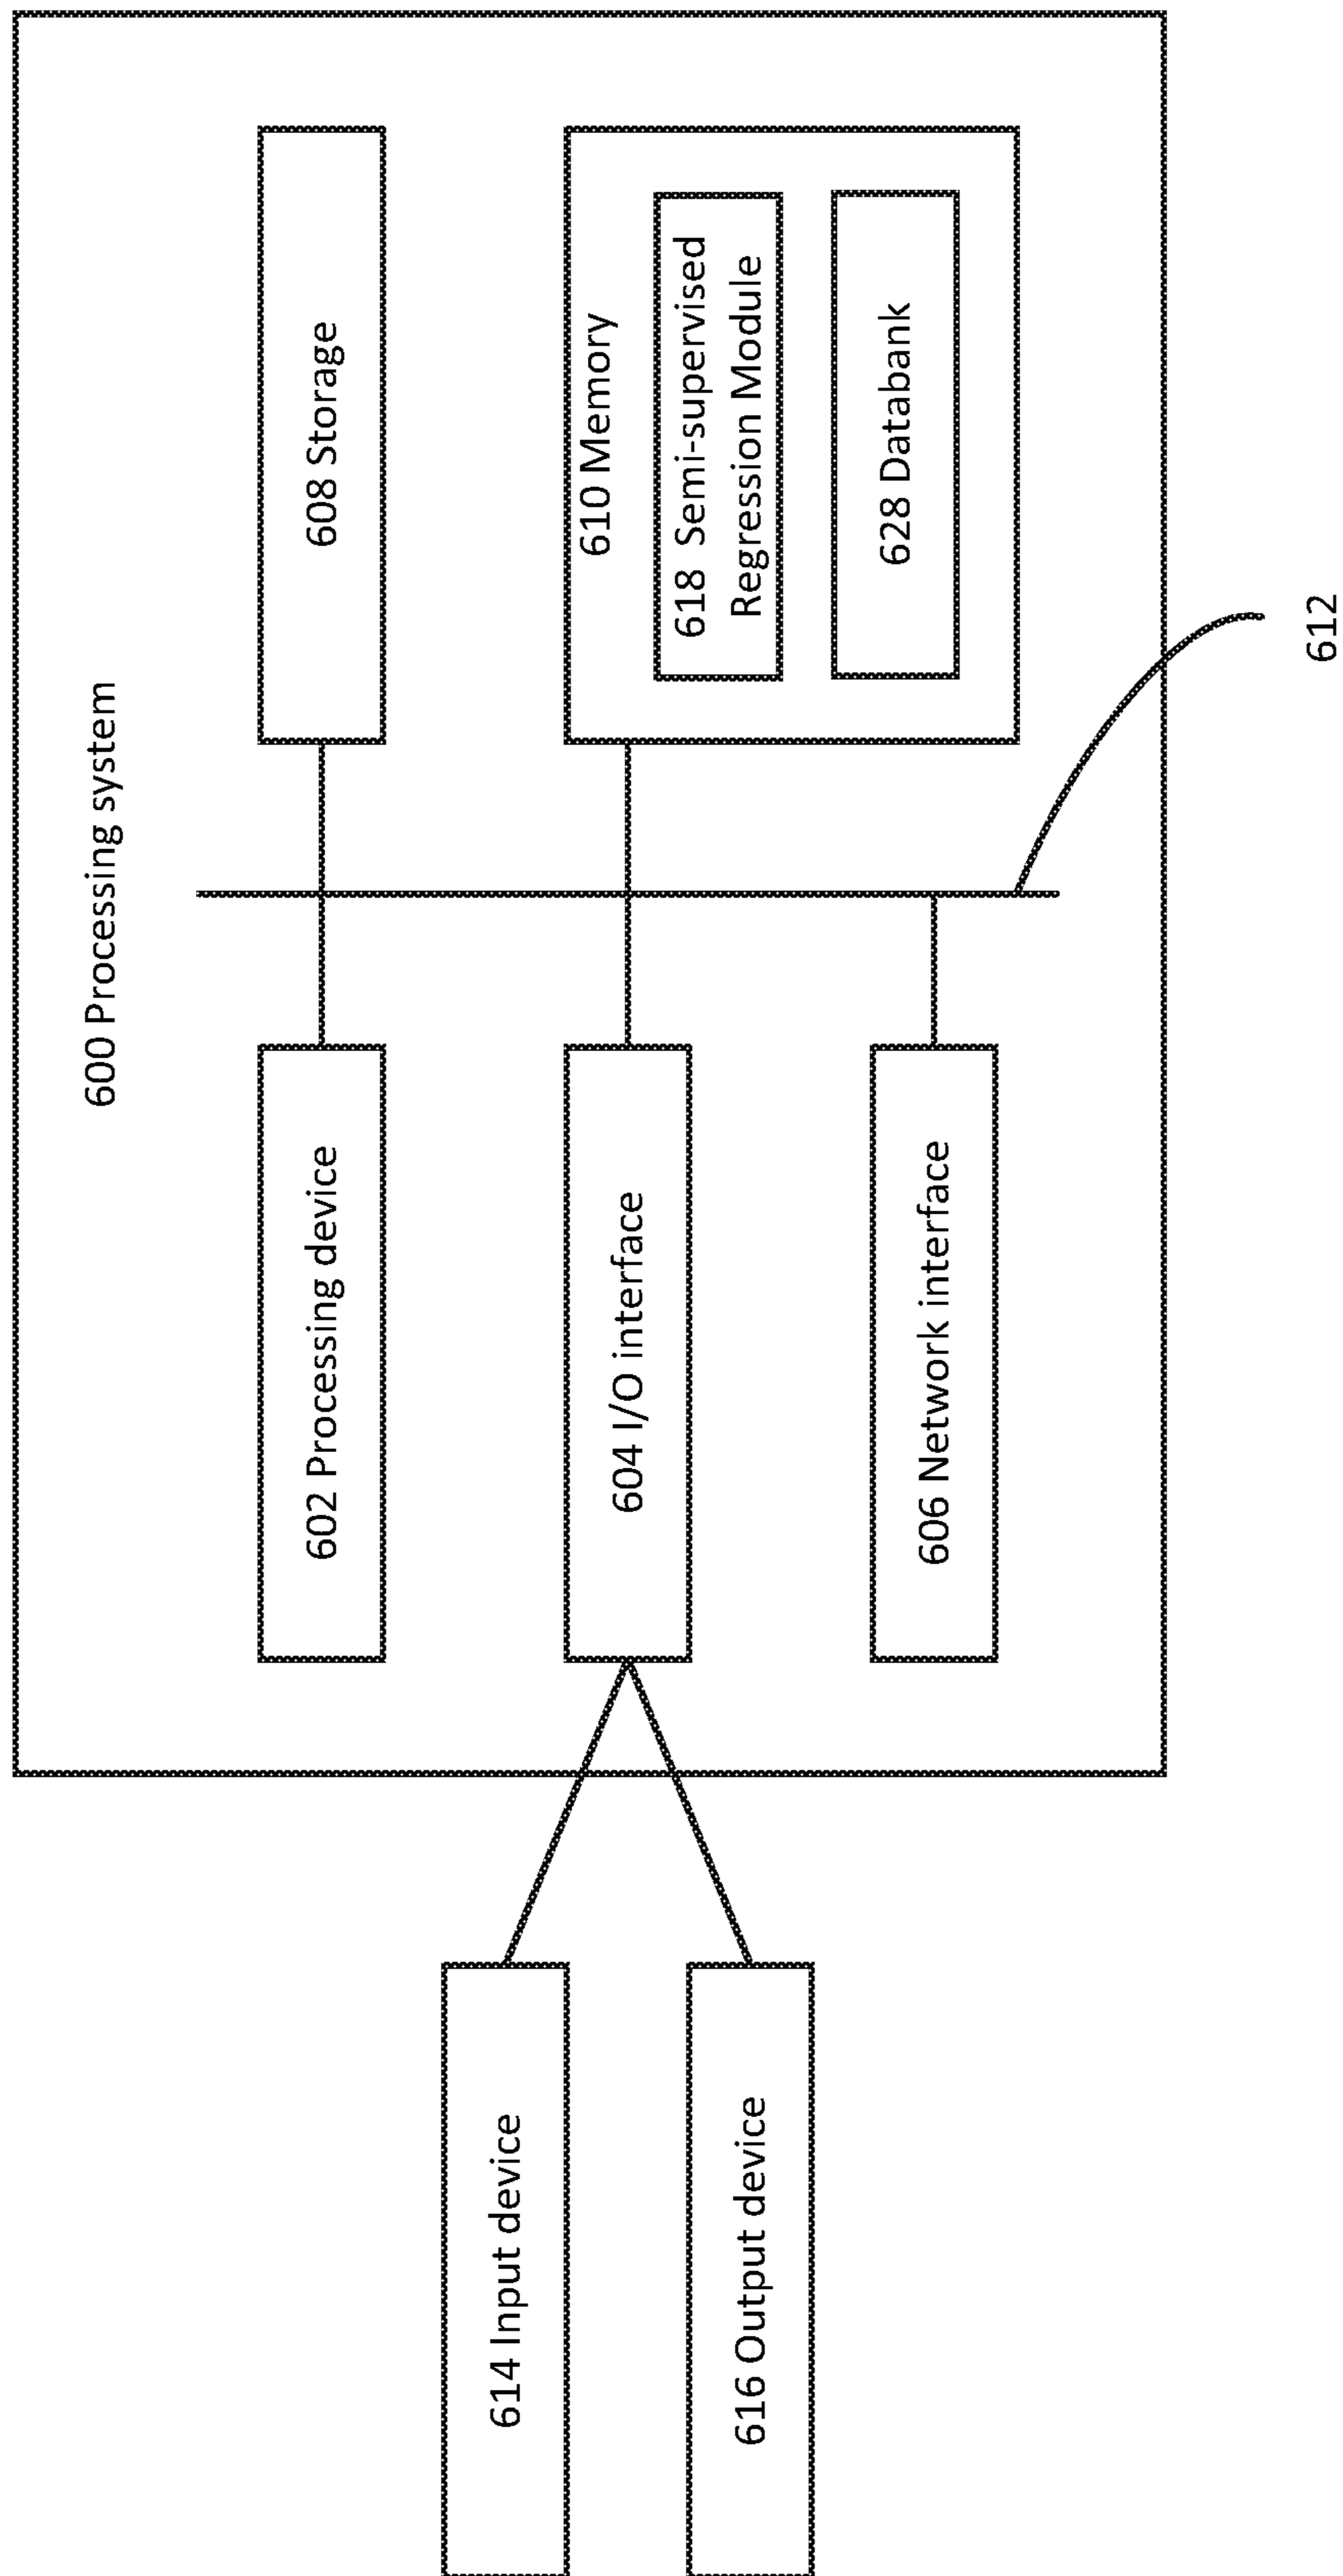 600 Processing system
602 Processing device
608 Storage
614 Input device
604 I/O interface
610 Memory
618 Semi-supervised
Regression Module
616 Output device
628 Databank
606 Network interface
612